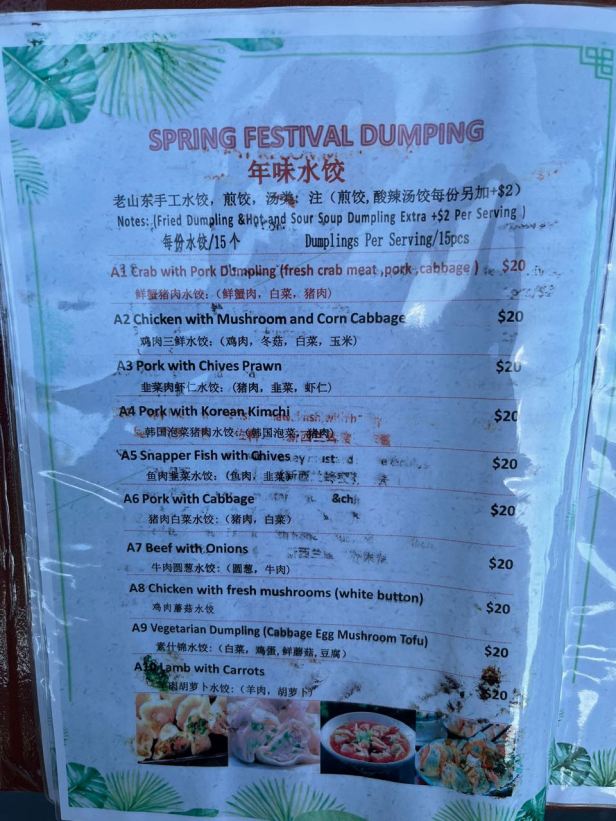 SPRING FESTIVAL DUMPING
年味水饺
老山东手工水饺，煎饺，汤类：注（煎饺，酸辣汤饺每份另加+$2）
Notes: (Fried Dumpling &Hot and Sour Soup Dumpling Extra +$2 Per Serving )
每份水饺/15个 Dumplings Per Serving/15pcs
A1 Crab with Pork Dumpling (fresh crab meat ,pork ,cabbage ) $20
鲜蟹猪肉水饺：（鲜蟹肉，白菜，猪肉）
A2 Chicken with Mushroom and Corn Cabbage $20
鸡肉三鲜水饺：（鸡肉，冬菇，白菜，玉米）
A3 Pork with Chives Prawn $20
韭菜肉虾仁水饺：（猪肉，韭菜，虾仁）
A4 Pork with Korean Kimchi $20
韩国泡菜猪肉水饺：（韩国泡菜，猪肉）
A5 Snapper Fish with Chives $20
鱼肉韭菜水饺：（鱼肉，韭菜
A6 Pork with Cabbage $20
猪肉白菜水饺：（猪肉，白菜）
A7 Beef with Onions $20
牛肉圆葱水饺：（圆葱，牛肉）
A8 Chicken with fresh mushrooms (white button) $20
鸡肉蘑菇水饺
A9 Vegetarian Dumpling (Cabbage Egg Mushroom Tofu) $20
素什锦水饺：（白菜，鸡蛋，鲜蘑菇，豆腐）
A10 Lamb with Carrots $20
肉胡萝卜水饺：（羊肉，胡萝卜）